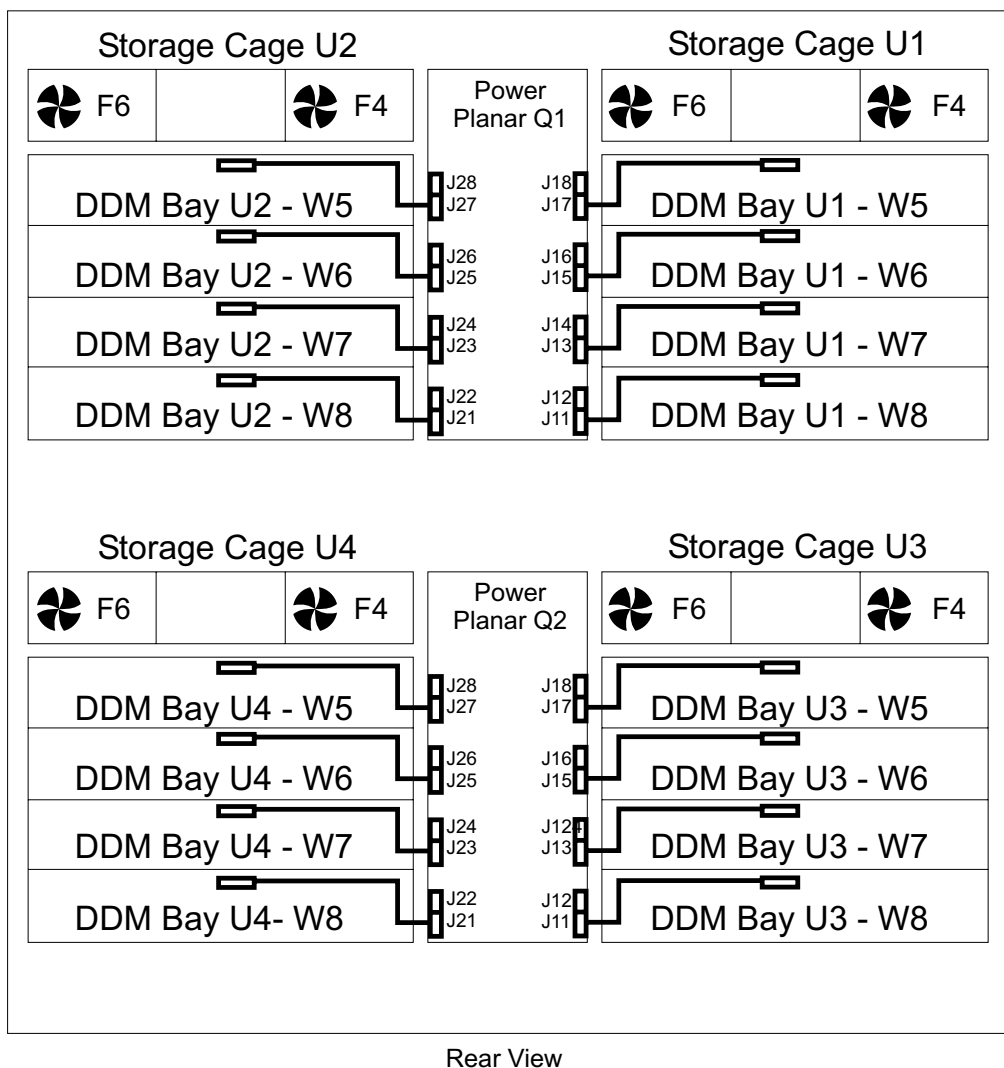 Storage Cage U2
Storage Cage U1
F6
F4
Power
Planar Q1
F6
F4
J28
J27
J18
J17
DDM Bay U2 - W5
DDM Bay U1 - W5
J26
J25
J16
J15
DDM Bay U2 - W6
DDM Bay U1 - W6
J24
J23
J14
J13
DDM Bay U2 - W7
DDM Bay U1 - W7
J22
J21
J12
J11
DDM Bay U2 - W8
DDM Bay U1 - W8
Storage Cage U4
Storage Cage U3
F6
F4
Power
Planar Q2
F6
F4
J28
J27
J18
J17
DDM Bay U4 - W5
DDM Bay U3 - W5
J26
J25
J16
J15
DDM Bay U4 - W6
DDM Bay U3 - W6
J24
J23
J124
J13
DDM Bay U4 - W7
DDM Bay U3 - W7
J22
J21
J12
J11
DDM Bay U4- W8
DDM Bay U3 - W8
Rear View